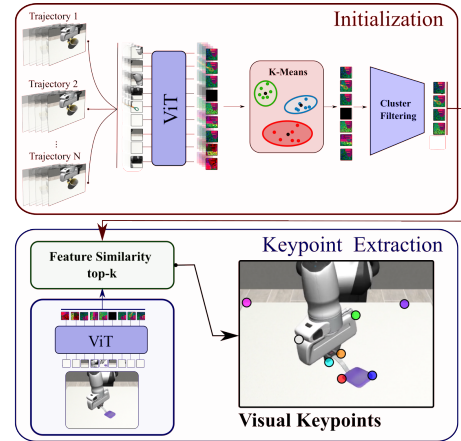 Initialization
Trajectory 1
Trajectory 2
⋮
Trajectory N
ViT
K-Means
Cluster
Filtering
Keypoint Extraction
Feature Similarity
top-k
ViT
Visual Keypoints